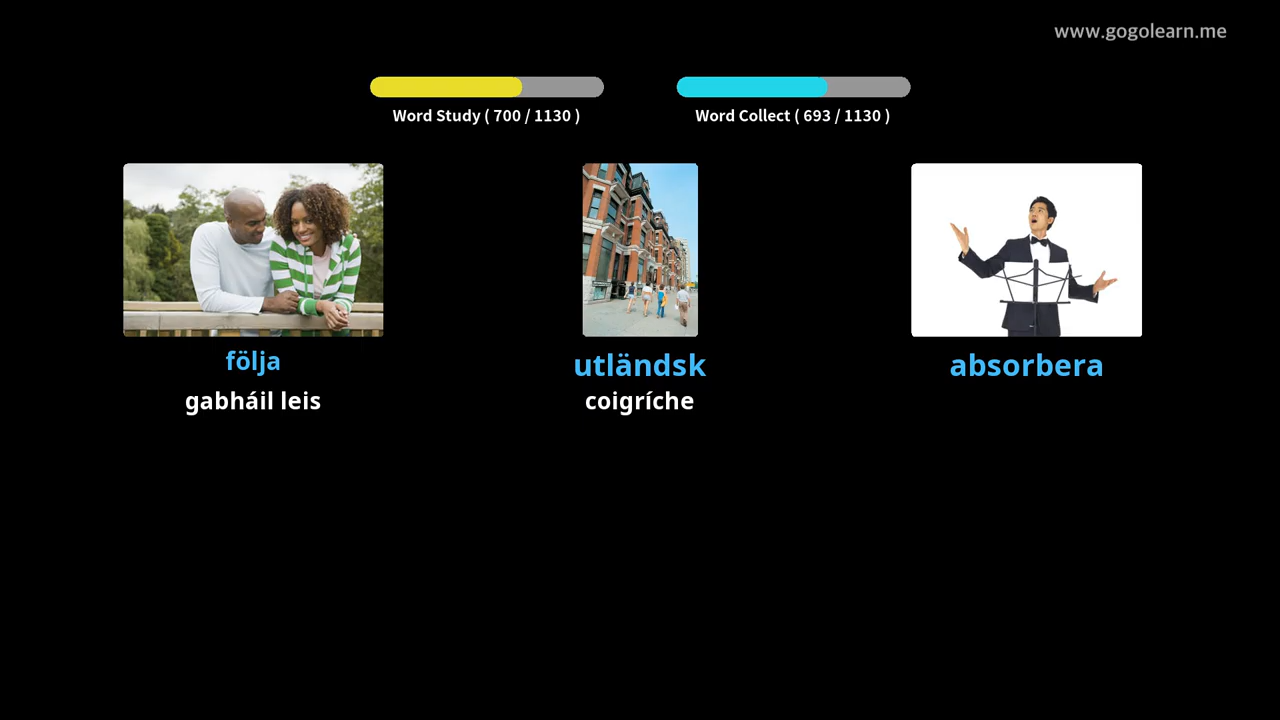 www.gogolearn.me
Word Study ( 700 / 1130 )
Word Collect ( 693 / 1130 )
följa
gabháil leis
utländsk
coigríche
absorbera